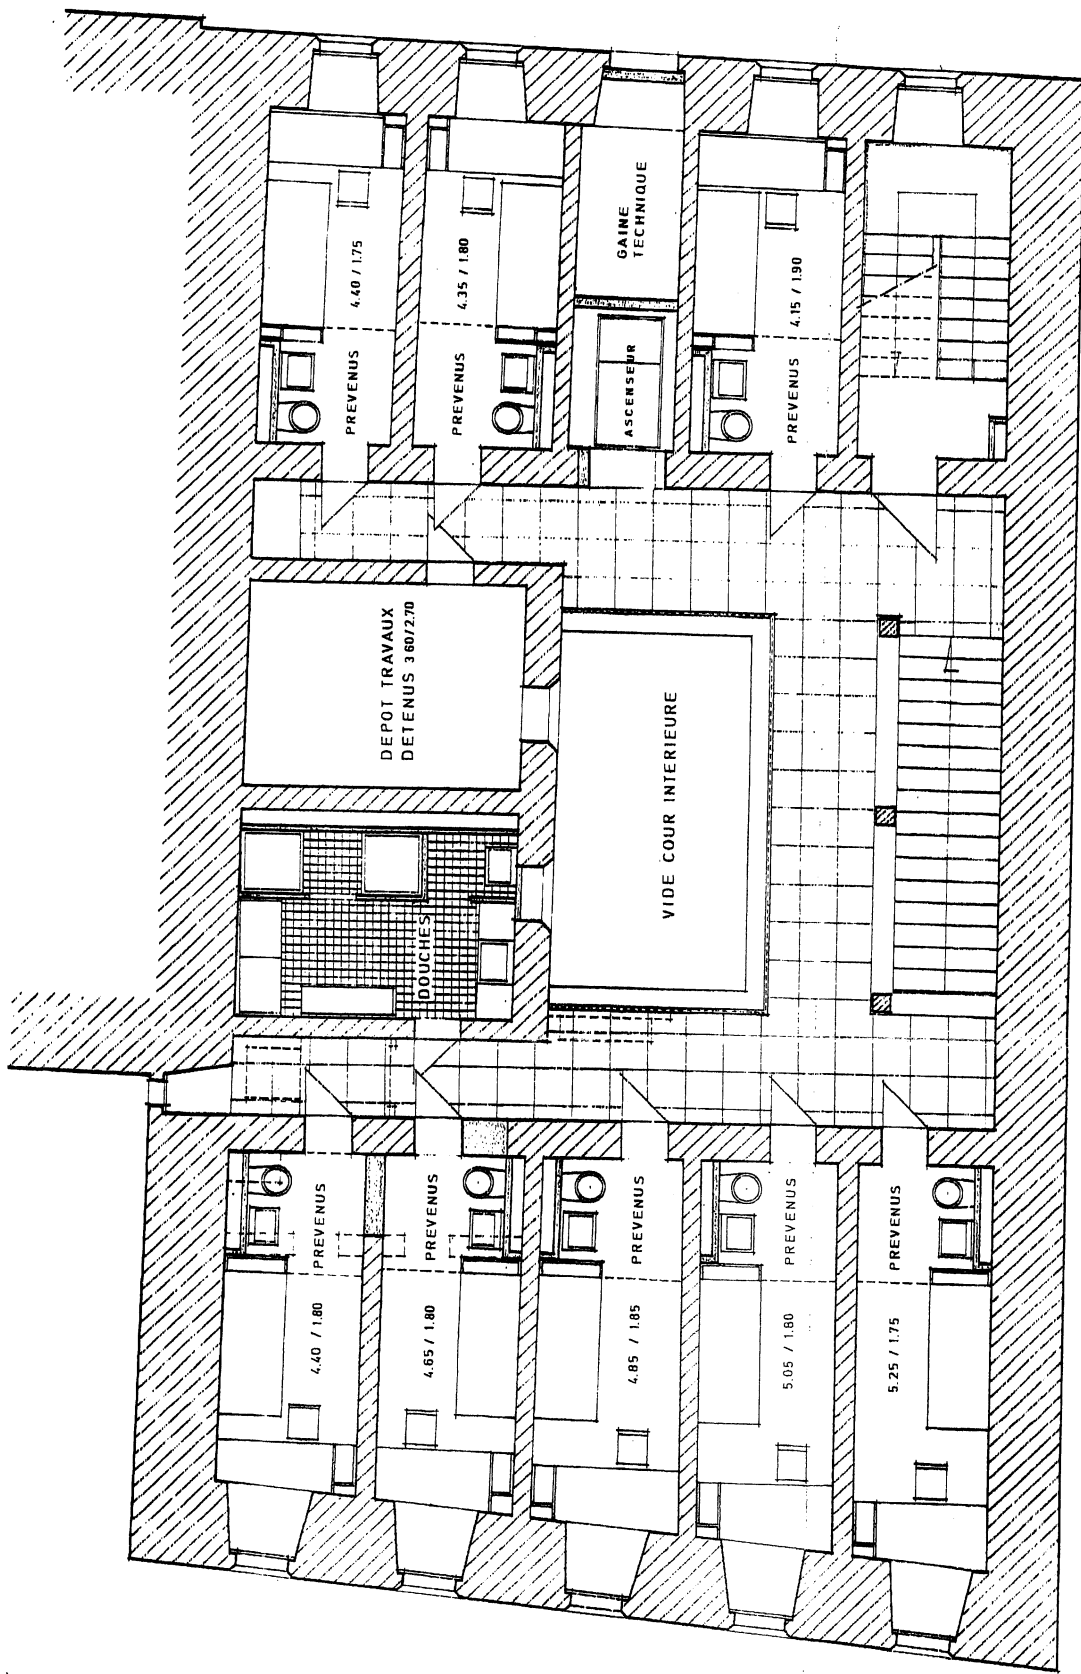 PREVENUS 4.40 / 1.75
PREVENUS 4.35 / 1.80
GAINE
TECHNIQUE
ASCENSEUR
PREVENUS 4.15 / 1.90
DEPOT TRAVAUX
DETENUS 3 60/2.70
DOUCHES
VIDE COUR INTERIEURE
4.40 / 1.80 PREVENUS
4.65 / 1.80 PREVENUS
4.85 / 1.85 PREVENUS
5.05 / 1.80 PREVENUS
5.25 / 1.75 PREVENUS